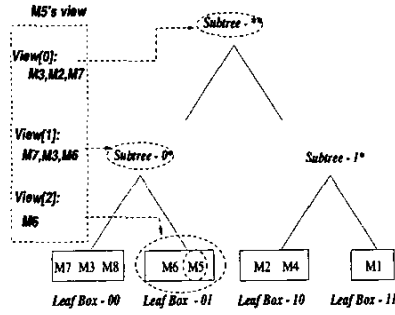 M5's view
Subtree - **
View[0]:
M3,M2,M7
View[1]:
M7,M3,M6
Subtree - 0*
Subtree - 1*
View[2]:
M6
M7 M3 M8
M6 M5
M2 M4
M1
Leaf Box - 00
Leaf Box - 01
Leaf Box - 10
Leaf Box - 11